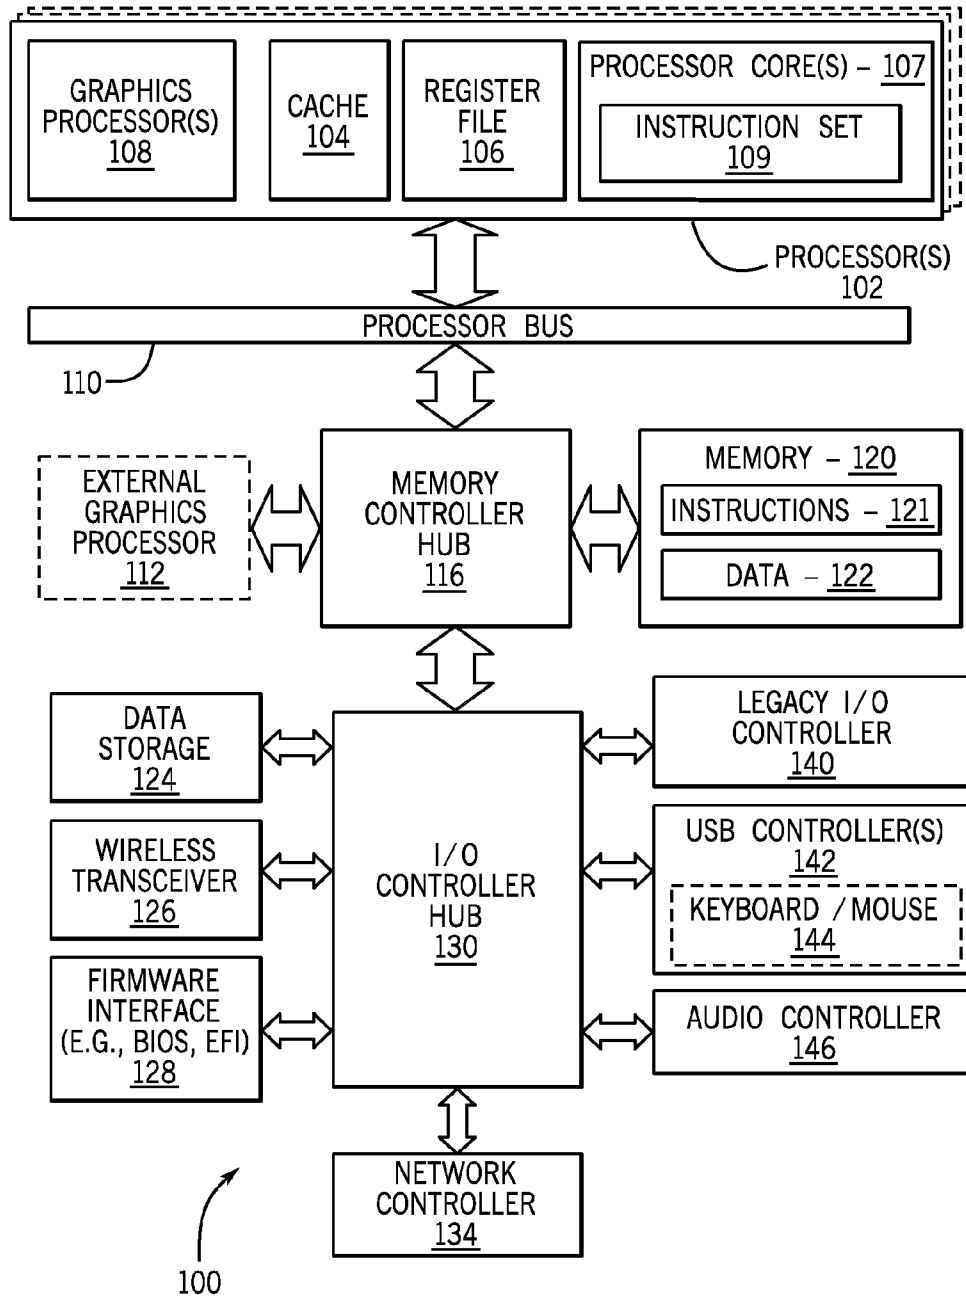 GRAPHICS
PROCESSOR(S)
108
CACHE
104
REGISTER
FILE
106
PROCESSOR CORE(S) - 107
INSTRUCTION SET
109
PROCESSOR(S)
102
PROCESSOR BUS
110
EXTERNAL
GRAPHICS
PROCESSOR
112
MEMORY
CONTROLLER
HUB
116
MEMORY - 120
INSTRUCTIONS - 121
DATA - 122
DATA
STORAGE
124
WIRELESS
TRANSCEIVER
126
FIRMWARE
INTERFACE
(E.G., BIOS, EFI)
128
I/O
CONTROLLER
HUB
130
LEGACY I/O
CONTROLLER
140
USB CONTROLLER(S)
142
KEYBOARD / MOUSE
144
AUDIO CONTROLLER
146
NETWORK
CONTROLLER
134
100